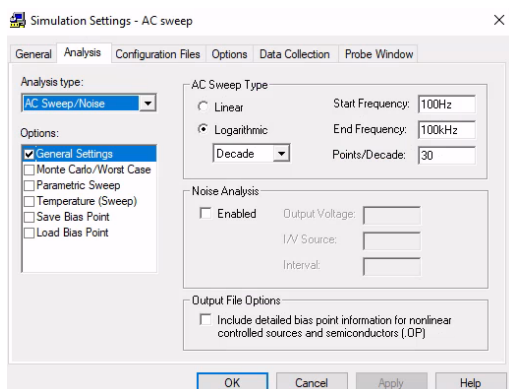 Simulation Settings - AC sweep
General Analysis Configuration Files Options Data Collection Probe Window
Analysis type:
AC Sweep/Noise
Options:
General Settings
Monte Carlo/Worst Case
Parametric Sweep
Temperature (Sweep)
Save Bias Point
Load Bias Point
AC Sweep Type
Linear
Logarithmic
Decade
Start Frequency: 100Hz
End Frequency: 100kHz
Points/Decade: 30
Noise Analysis
Enabled
Output Voltage:
I/V Source:
Interval:
Output File Options
Include detailed bias point information for nonlinear
controlled sources and semiconductors (.OP)
OK Cancel Apply Help